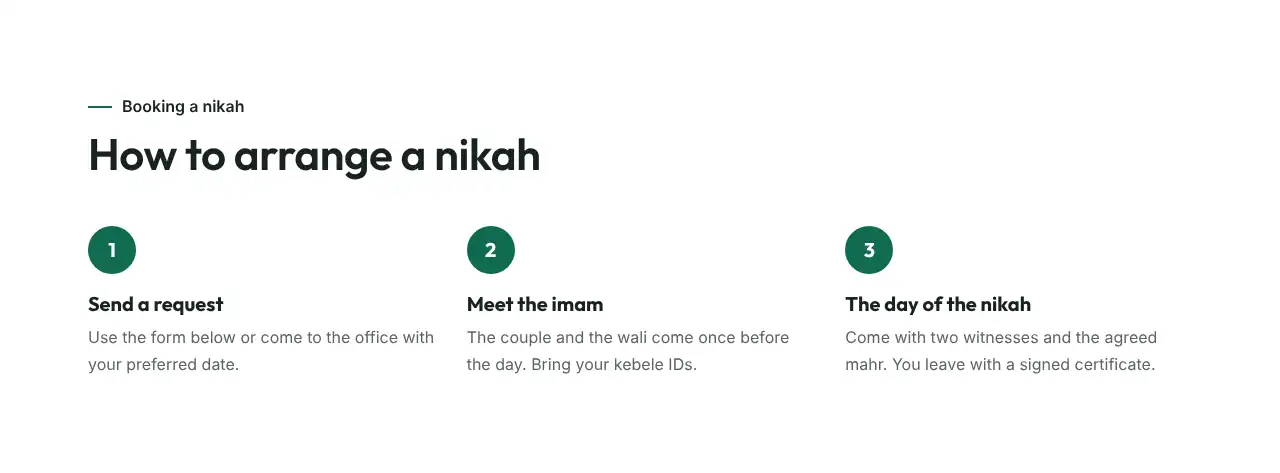 Booking a nikah
How to arrange a nikah
1
Send a request
Use the form below or come to the office with
your preferred date.
2
Meet the imam
The couple and the wali come once before
the day. Bring your kebele IDs.
3
The day of the nikah
Come with two witnesses and the agreed
mahr. You leave with a signed certificate.